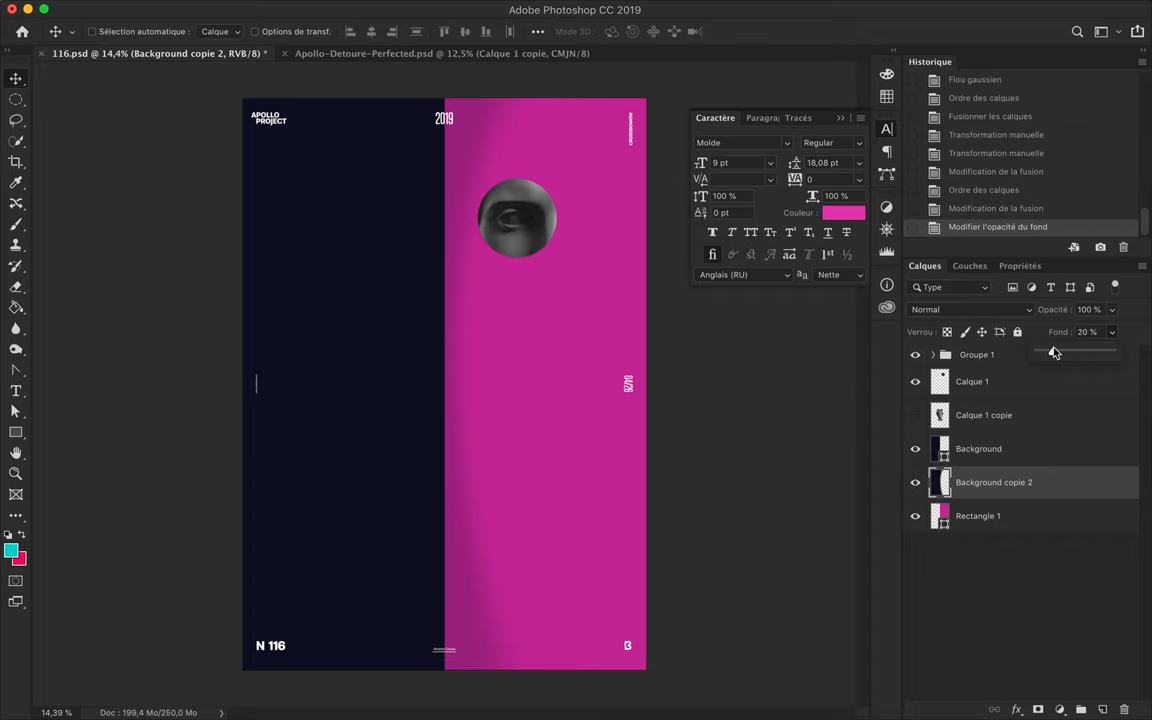 Adobe Photoshop CC 2019
Sélection automatique :
Calque
Options de transf.
Mode 3D :
116.psd @ 14,4% (Background copie 2, RVB/8) *
Apollo-Detoure-Perfected.psd @ 12,5% (Calque 1 copie, CMJN/8)
APOLLO
PROJECT
2019
04/26
N 116
Caractère
Paragra
Tracés
Molde
Regular
9 pt
18,08 pt
0
100 %
100 %
0 pt
Couleur :
Anglais (RU)
Nette
Historique
Flou gaussien
Ordre des calques
Fusionner les calques
Transformation manuelle
Transformation manuelle
Modification de la fusion
Ordre des calques
Modification de la fusion
Modifier l'opacité du fond
Calques
Couches
Propriétés
Type
Normal
Opacité : 100 %
Verrou :
Fond : 20 %
Groupe 1
Calque 1
Calque 1 copie
Background
Background copie 2
Rectangle 1
14,39 %
Doc : 199,4 Mo/250,0 Mo